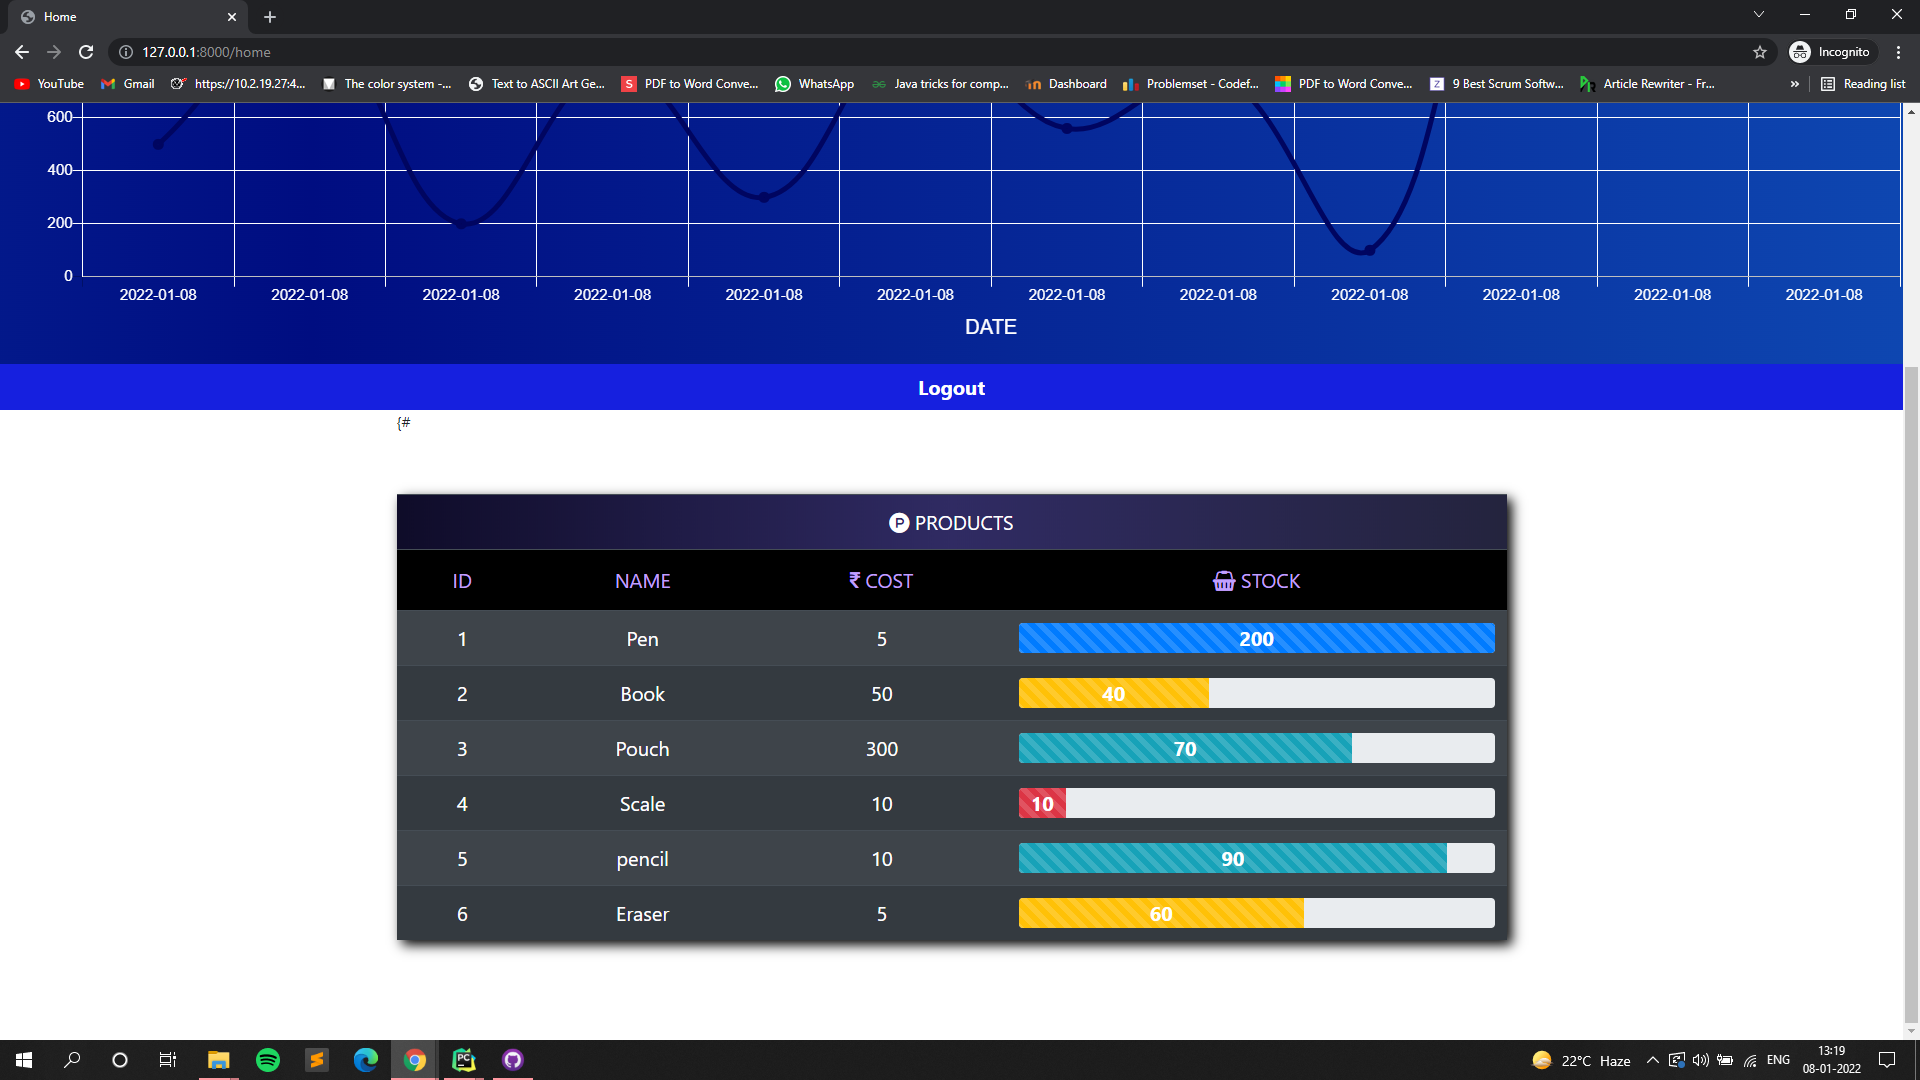 Home
127.0.0.1:8000/home
Incognito
YouTube Gmail https://10.2.19.27:4... The color system -... Text to ASCII Art Ge... PDF to Word Conve... WhatsApp Java tricks for comp... Dashboard Problemset - Codef... PDF to Word Conve... 9 Best Scrum Softw... Article Rewriter - Fr... » Reading list
600
400
200
0
2022-01-08 2022-01-08 2022-01-08 2022-01-08 2022-01-08 2022-01-08 2022-01-08 2022-01-08 2022-01-08 2022-01-08 2022-01-08 2022-01-08
DATE
Logout
{#
P PRODUCTS
ID NAME ₹ COST STOCK
1 Pen 5 200
2 Book 50 40
3 Pouch 300 70
4 Scale 10 10
5 pencil 10 90
6 Eraser 5 60
22°C Haze ENG 13:19
08-01-2022